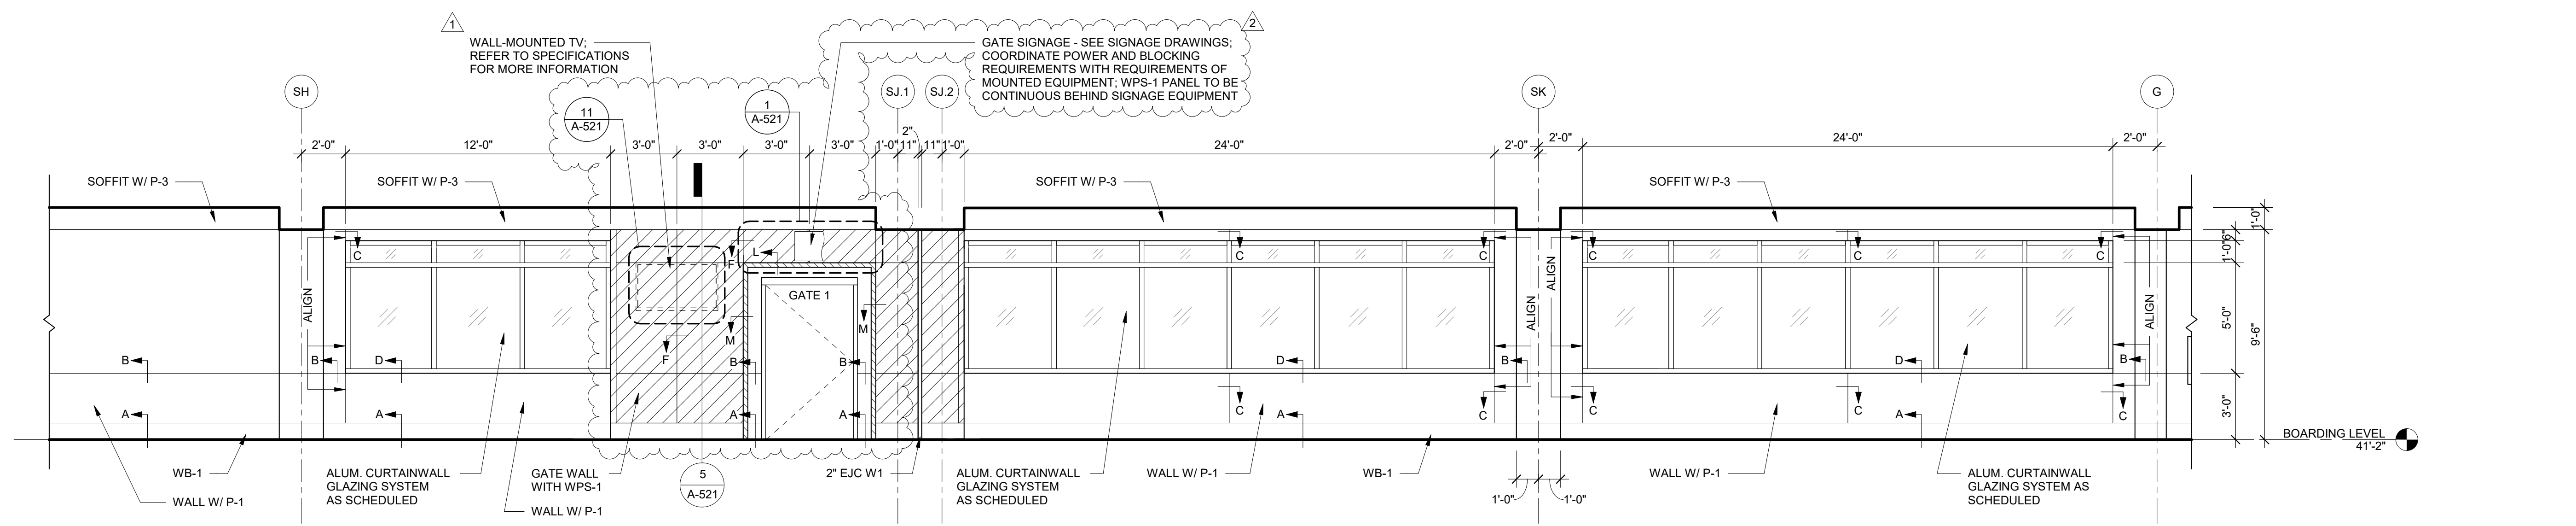 1
2
WALL-MOUNTED TV;
REFER TO SPECIFICATIONS
FOR MORE INFORMATION
GATE SIGNAGE - SEE SIGNAGE DRAWINGS;
COORDINATE POWER AND BLOCKING
REQUIREMENTS WITH REQUIREMENTS OF
MOUNTED EQUIPMENT; WPS-1 PANEL TO BE
CONTINUOUS BEHIND SIGNAGE EQUIPMENT
SH
11
A-521
1
A-521
SJ.1
SJ.2
SK
G
2'-0"
12'-0"
3'-0"
3'-0"
3'-0"
3'-0"
1'-0"
11"
2"
11"
1'-0"
24'-0"
2'-0"
2'-0"
24'-0"
2'-0"
SOFFIT W/ P-3
SOFFIT W/ P-3
SOFFIT W/ P-3
SOFFIT W/ P-3
1'-0"
6"
1'-0"
5'-0"
9'-6"
3'-0"
C
F
L
C
C
C
C
C
ALIGN
ALIGN
ALIGN
ALIGN
GATE 1
M
M
F
B
B
D
B
B
D
B
D
B
A
A
A
A
C
A
C
C
C
A
C
BOARDING LEVEL
41'-2"
WB-1
WALL W/ P-1
ALUM. CURTAINWALL
GLAZING SYSTEM
AS SCHEDULED
GATE WALL
WITH WPS-1
WALL W/ P-1
5
A-521
2" EJC W1
ALUM. CURTAINWALL
GLAZING SYSTEM
AS SCHEDULED
WALL W/ P-1
WB-1
1'-0"
1'-0"
WALL W/ P-1
ALUM. CURTAINWALL
GLAZING SYSTEM AS
SCHEDULED